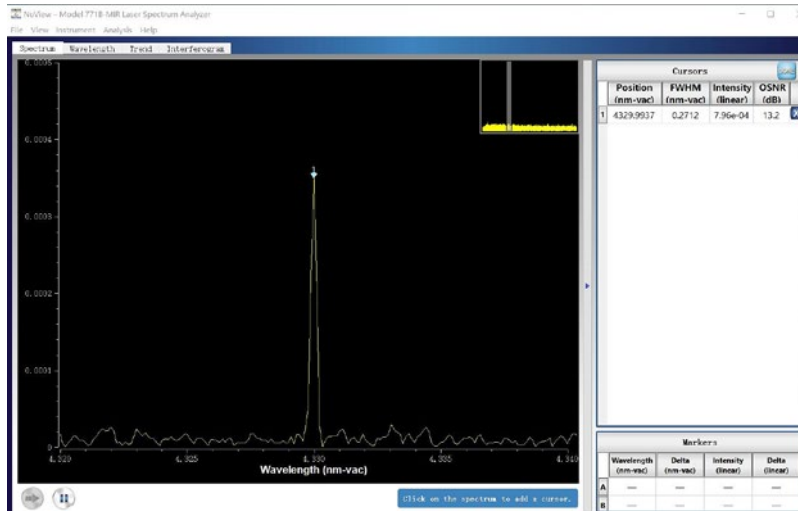 NuView - Model 771B-MIR Laser Spectrum Analyzer
File View Instrument Analysis Help
Spectrum Wavelength Trend Interferogram
0.0005
0.0004
0.0003
0.0002
0.0001
0
1
4.320 4.325 4.330 4.335 4.340
Wavelength (nm-vac)
Click on the spectrum to add a cursor.
Cursors
Position (nm-vac) FWHM (nm-vac) Intensity (linear) OSNR (dB)
1 4329.9937 0.2712 7.96e-04 13.2 X
Markers
Wavelength (nm-vac) Delta (nm-vac) Intensity (linear) Delta (linear)
A — — — —
B — — — —